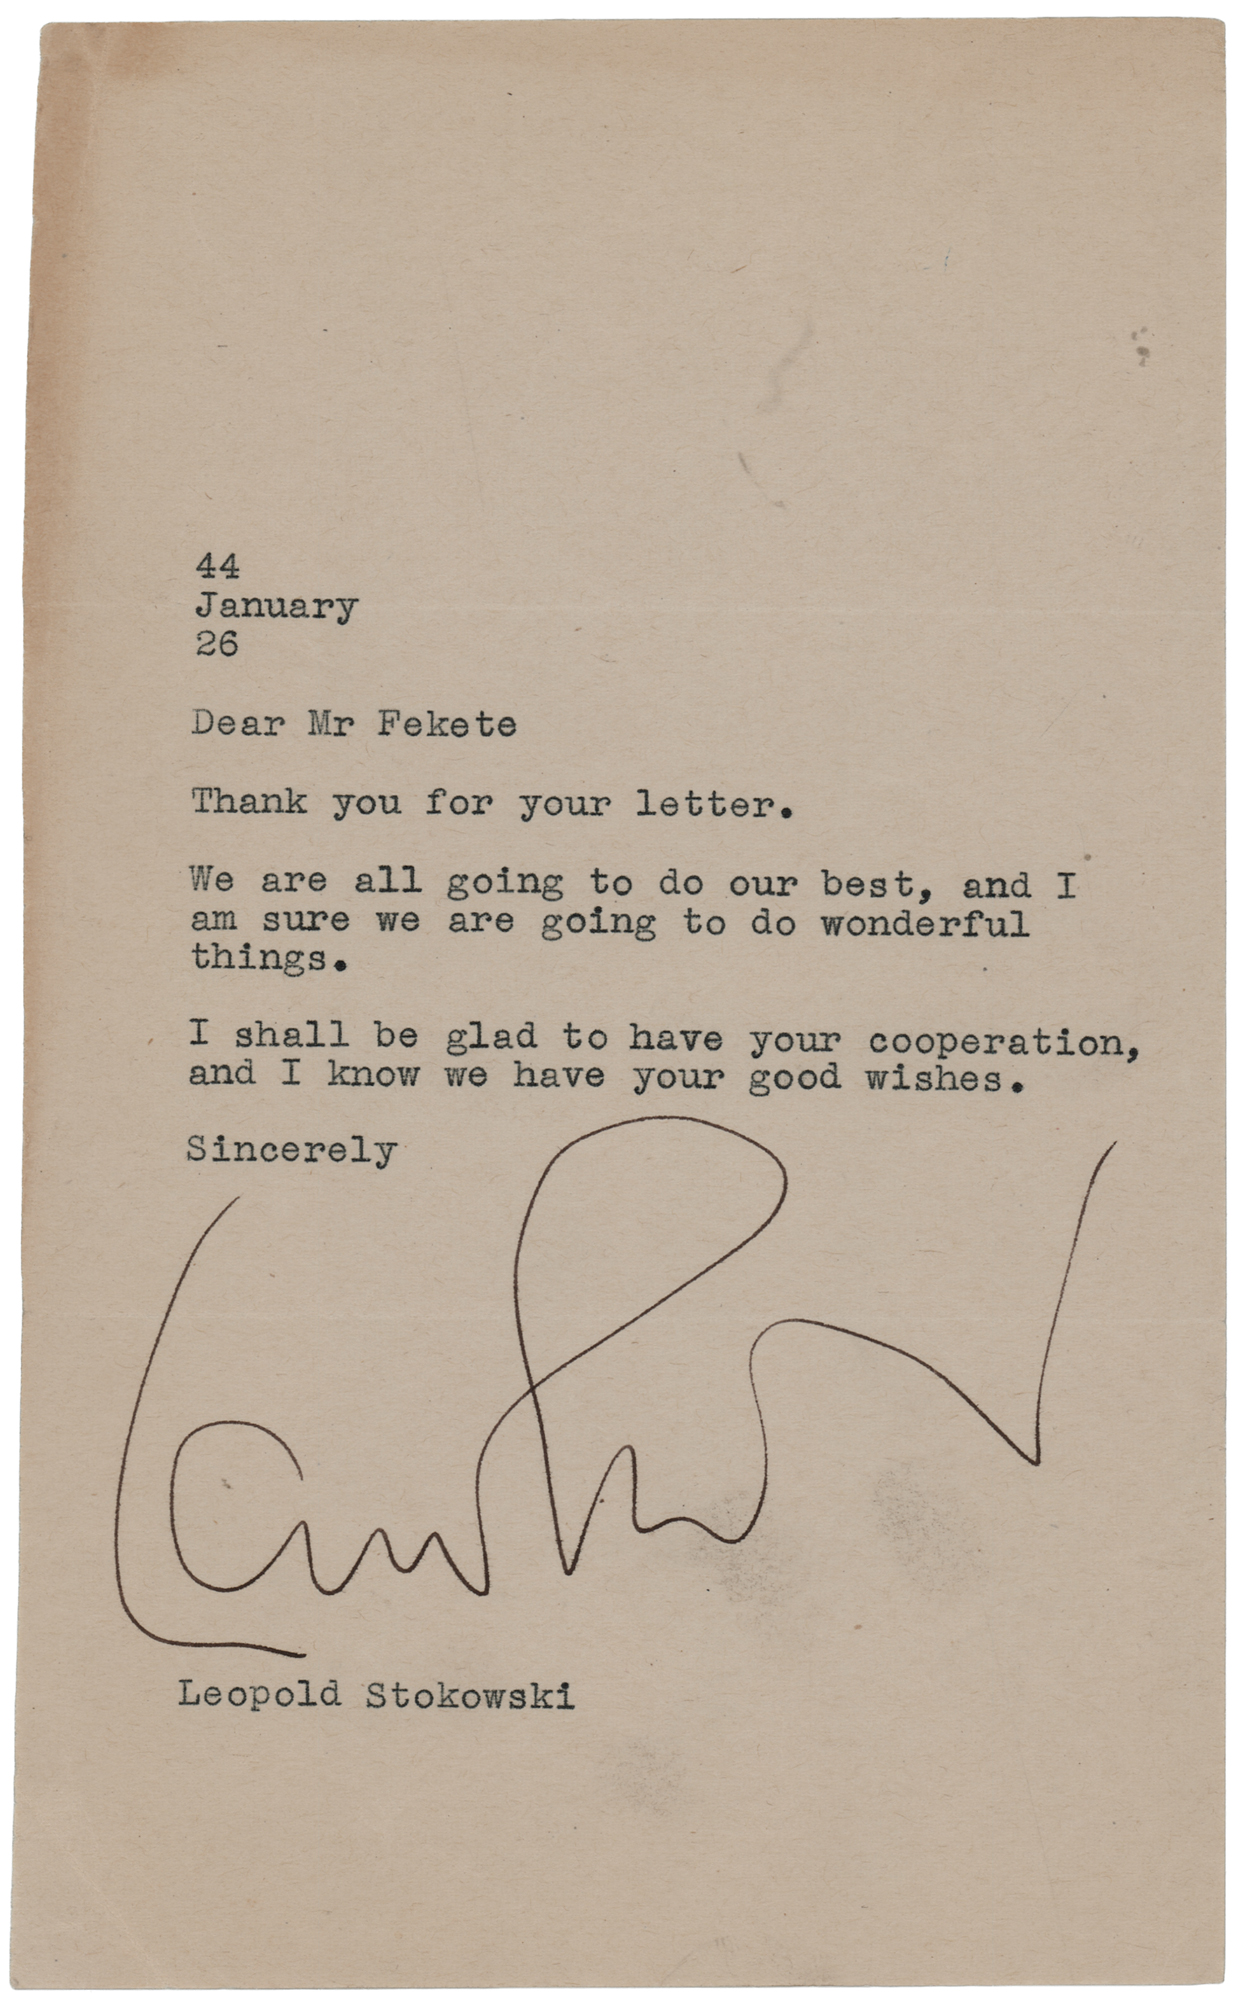 44
January
26
Dear Mr Fekete
Thank you for your letter.
We are all going to do our best, and I
am sure we are going to do wonderful
things.
I shall be glad to have your cooperation,
and I know we have your good wishes.
Sincerely
Leopold Stokowski